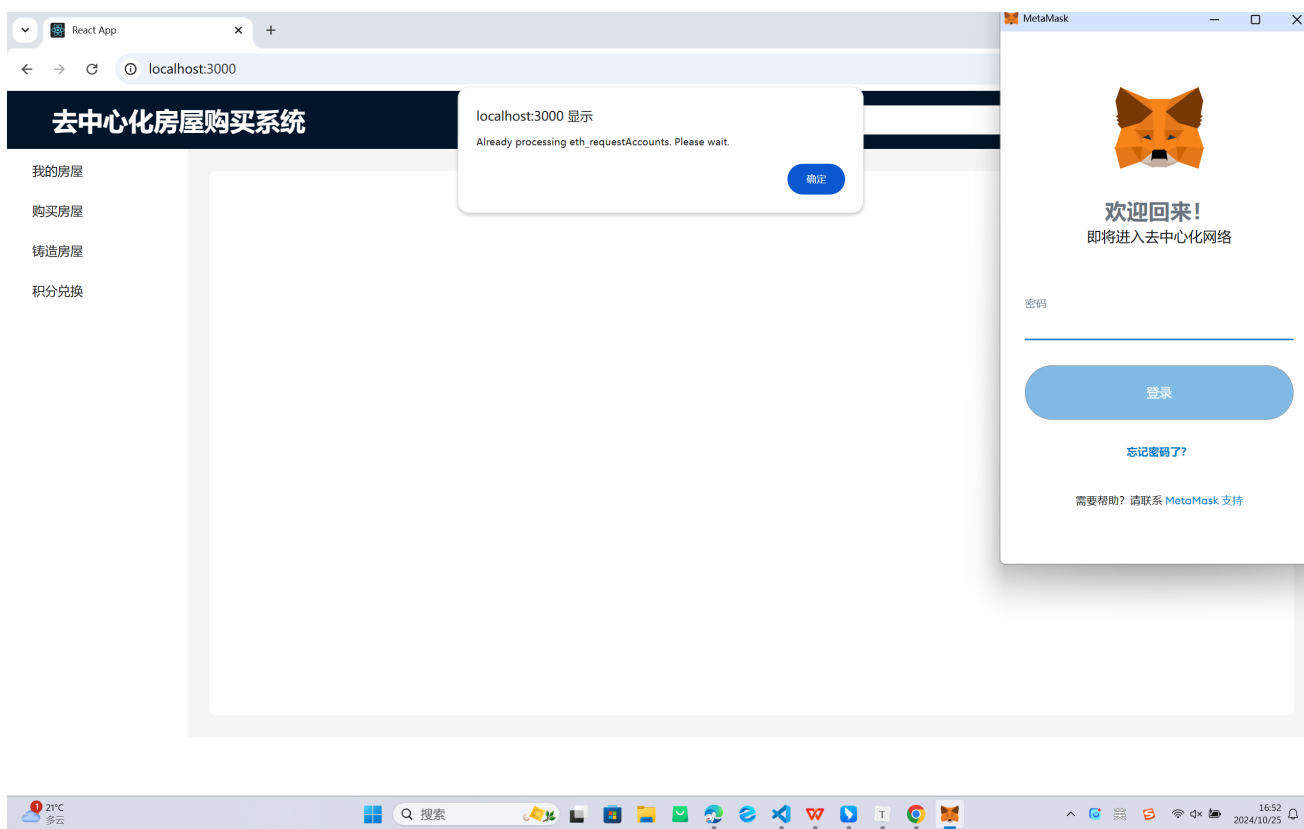 React App
MetaMask
localhost:3000
去中心化房屋购买系统
localhost:3000 显示
Already processing eth_requestAccounts. Please wait.
确定
我的房屋
购买房屋
铸造房屋
积分兑换
欢迎回来!
即将进入去中心化网络
密码
登录
忘记密码了?
需要帮助?请联系 MetaMask 支持
1
21°C
多云
搜索
T
英
16:52
2024/10/25